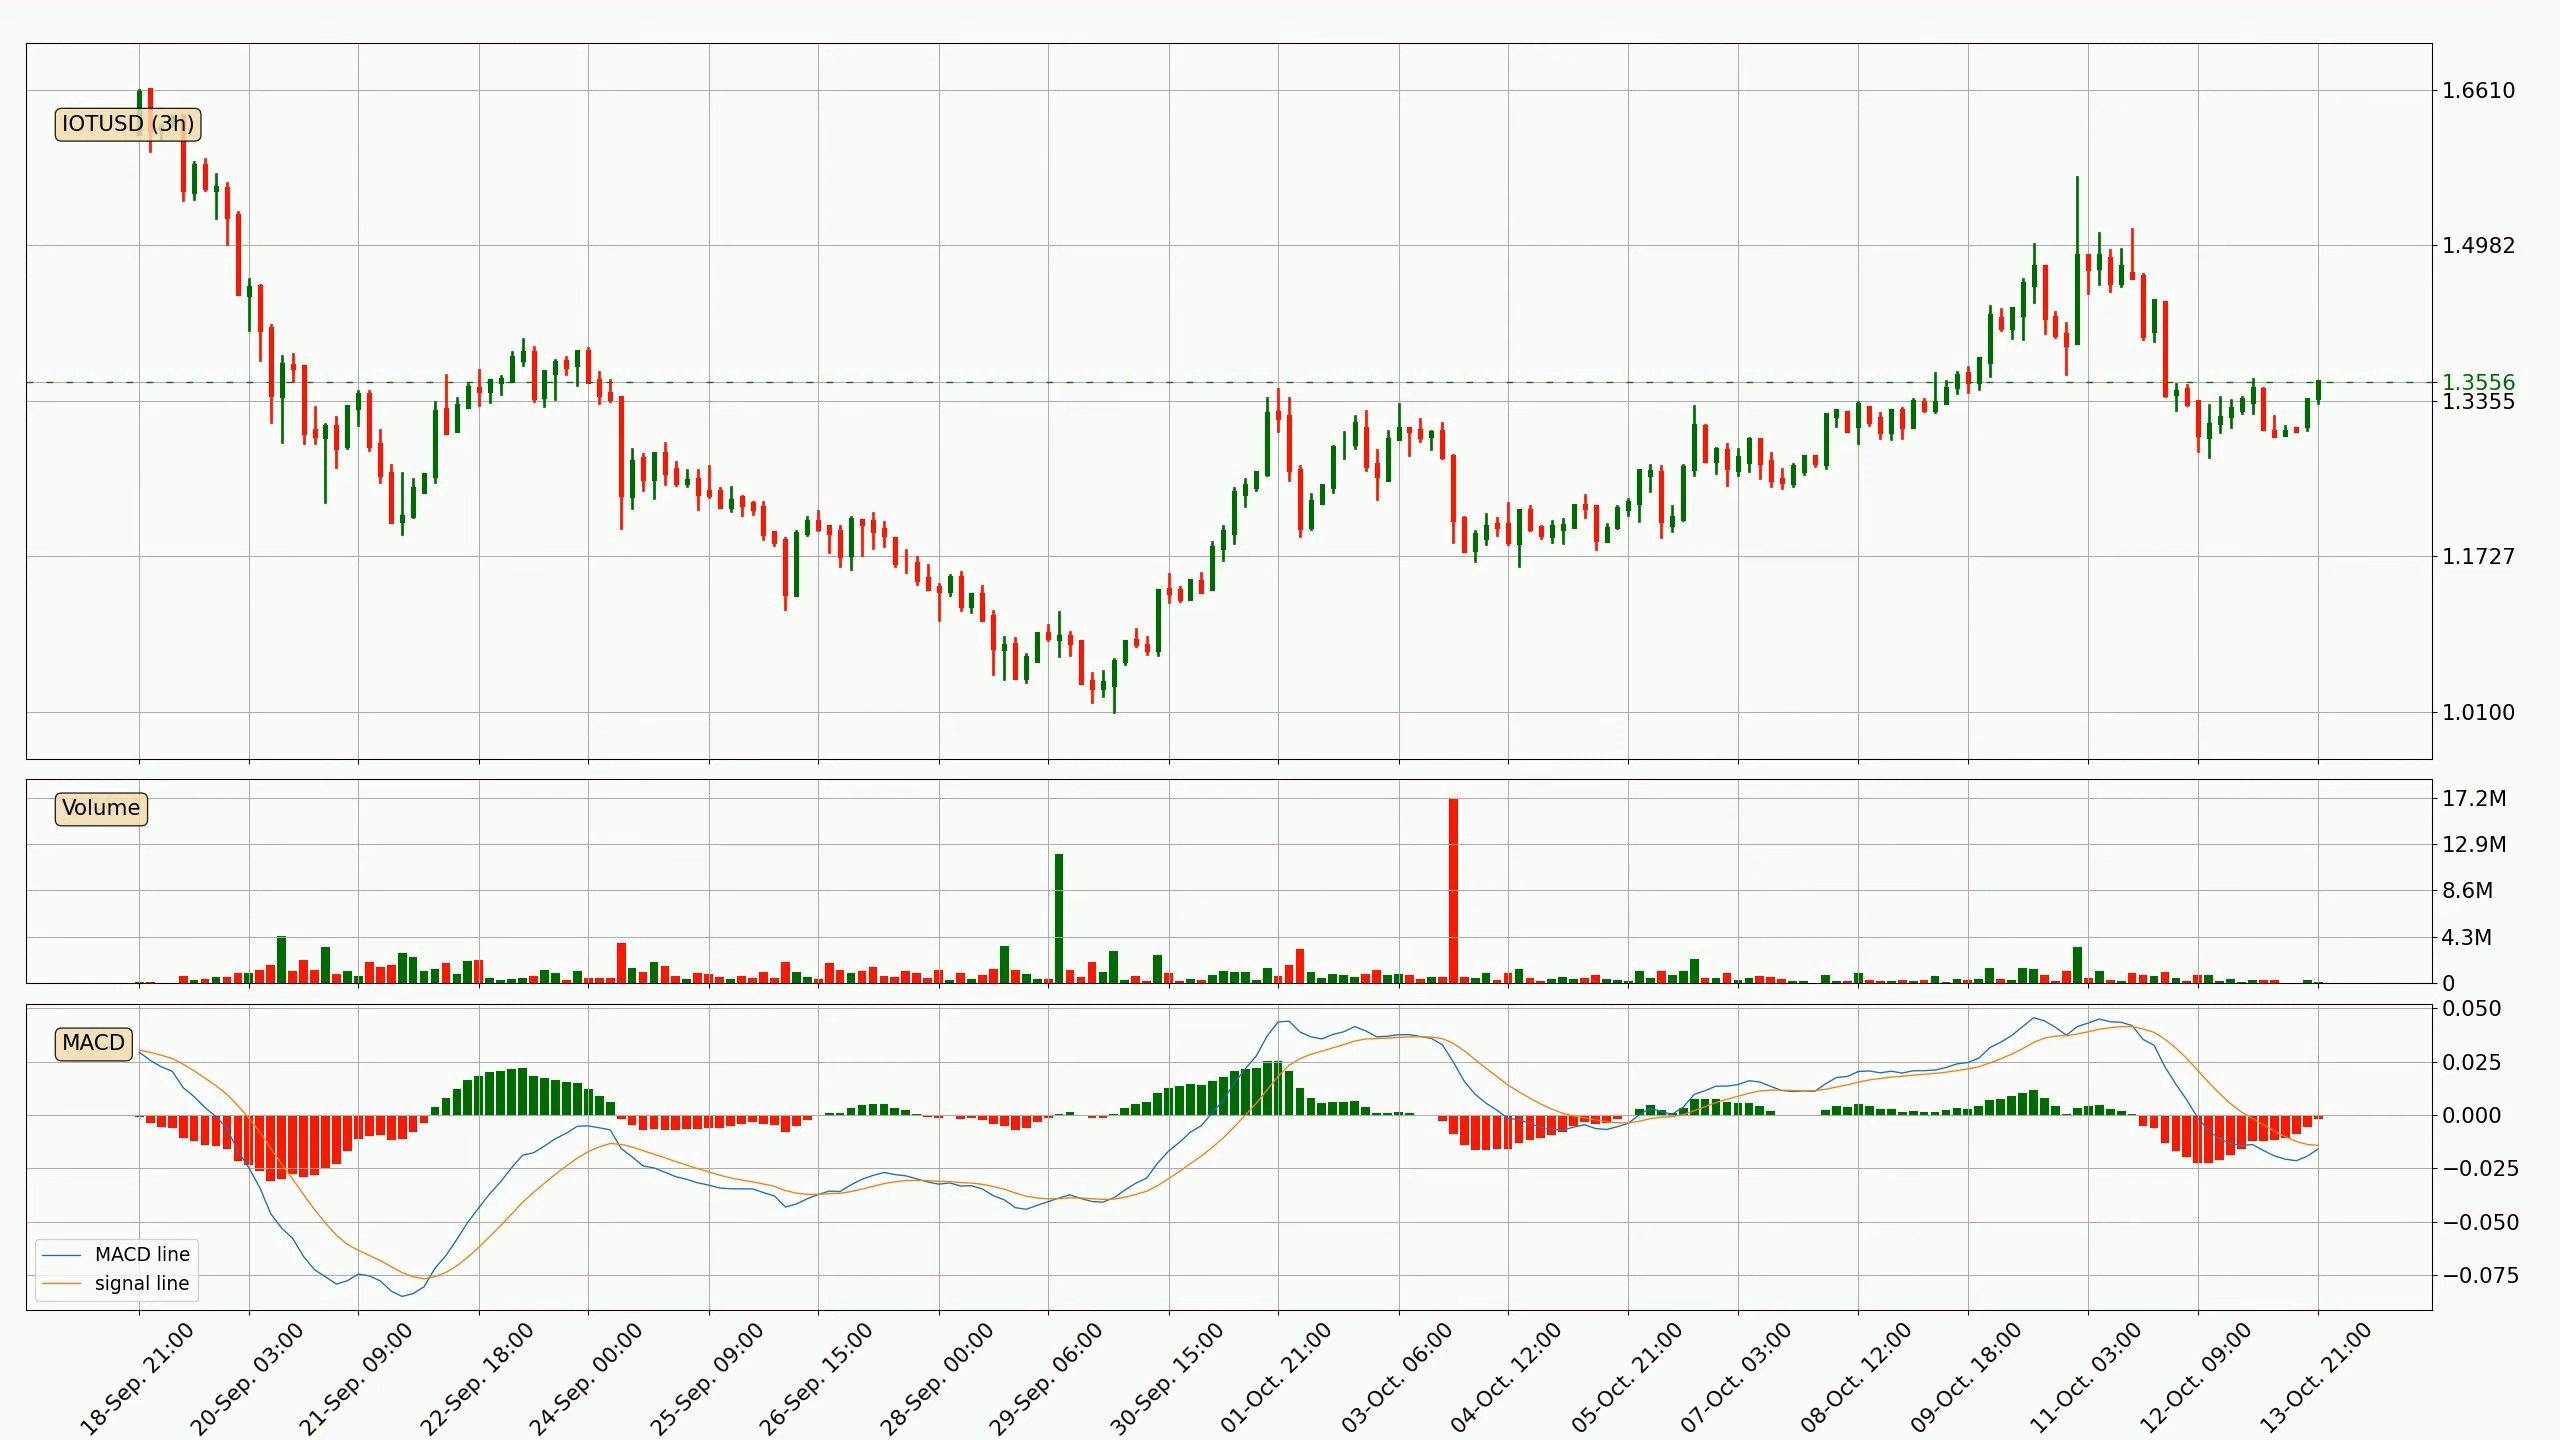 IOTUSD (3h)
1.6610
1.4982
1.3556
1.3355
1.1727
1.0100
Volume
17.2M
12.9M
8.6M
4.3M
0
MACD
0.050
0.025
0.000
−0.025
−0.050
−0.075
MACD line
signal line
18-Sep. 21:00
20-Sep. 03:00
21-Sep. 09:00
22-Sep. 18:00
24-Sep. 00:00
25-Sep. 09:00
26-Sep. 15:00
28-Sep. 00:00
29-Sep. 06:00
30-Sep. 15:00
01-Oct. 21:00
03-Oct. 06:00
04-Oct. 12:00
05-Oct. 21:00
07-Oct. 03:00
08-Oct. 12:00
09-Oct. 18:00
11-Oct. 03:00
12-Oct. 09:00
13-Oct. 21:00